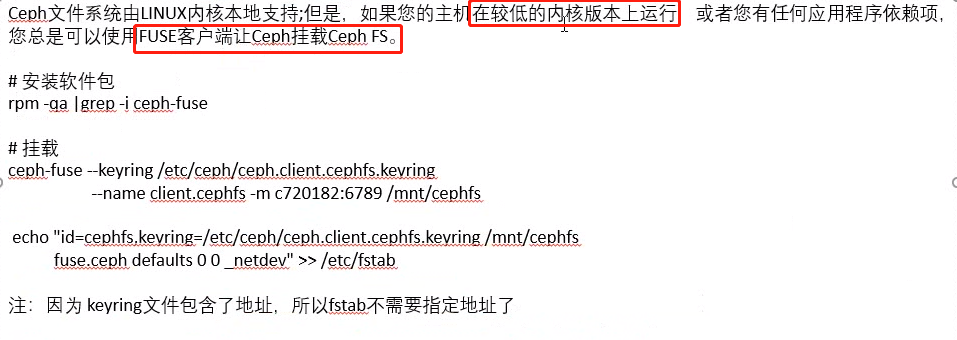 Ceph文件系统由LINUX内核本地支持;但是，如果您的主机在较低的内核版本上运行 或者您有任何应用程序依赖项，
您总是可以使用FUSE客户端让Ceph挂载Ceph FS。
# 安装软件包
rpm -qa |grep -i ceph-fuse
# 挂载
ceph-fuse --keyring /etc/ceph/ceph.client.cephfs.keyring
--name client.cephfs -m c720182:6789 /mnt/cephfs
echo "id=cephfs,keyring=/etc/ceph/ceph.client.cephfs.keyring /mnt/cephfs
fuse.ceph defaults 0 0 _netdev" >> /etc/fstab
注：因为 keyring文件包含了地址，所以fstab不需要指定地址了